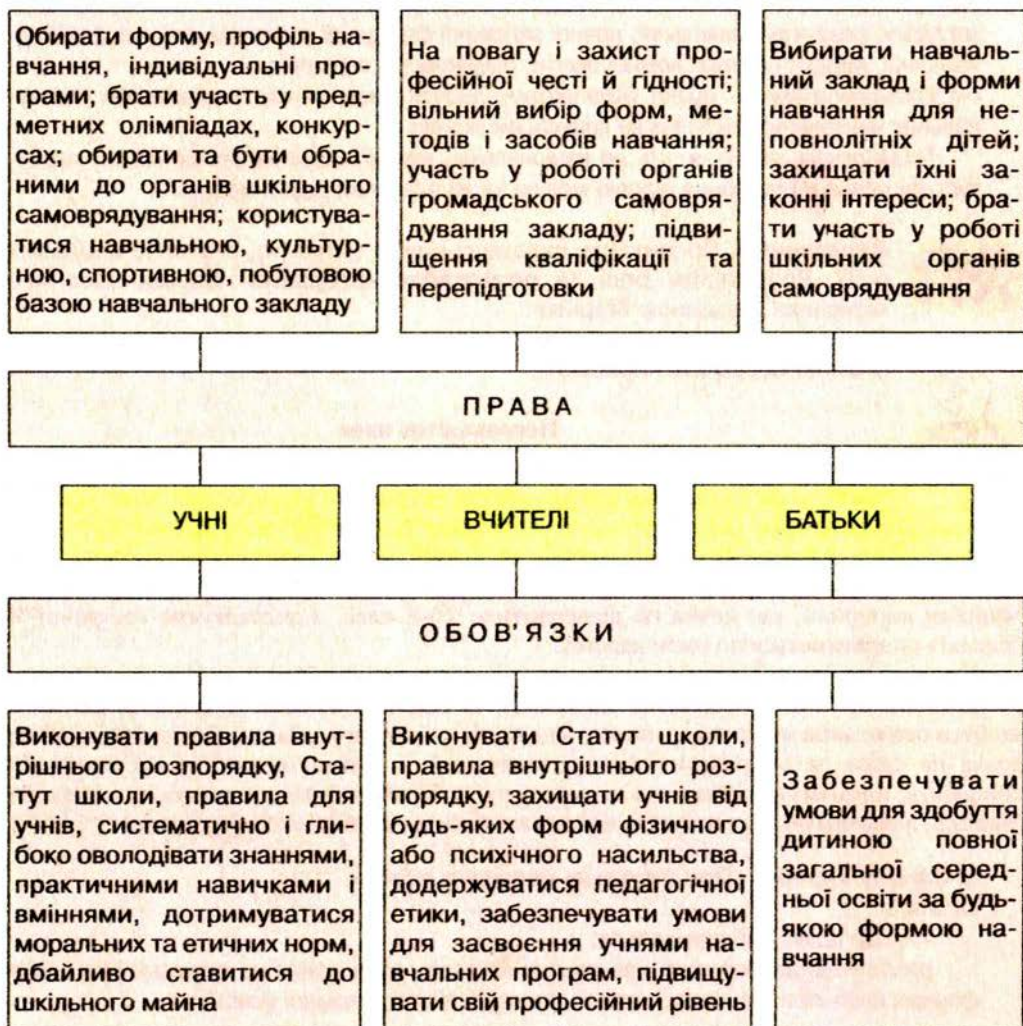 Обирати форму, профіль на-
вчання, індивідуальні про-
грами; брати участь у пред-
метних олімпіадах, конкур-
сах; обирати та бути обра-
ними до органів шкільного
самоврядування; користува-
тися навчальною, культур-
ною, спортивною, побутовою
базою навчального закладу
На повагу і захист про-
фесійної честі й гідності;
вільний вибір форм, ме-
тодів і засобів навчання;
участь у роботі органів
громадського самовря-
дування закладу; підви-
щення кваліфікації та
перепідготовки
Вибирати навчаль-
ний заклад і форми
навчання для не-
повнолітніх дітей;
захищати їхні за-
конні інтереси; бра-
ти участь у роботі
шкільних органів
самоврядування
ПРАВА
УЧНІ
ВЧИТЕЛІ
БАТЬКИ
ОБОВ'ЯЗКИ
Виконувати правила внут-
рішнього розпорядку, Ста-
тут школи, правила для
учнів, систематично і гли-
боко оволодівати знаннями,
практичними навичками і
вміннями, дотримуватися
моральних та етичних норм,
дбайливо ставитися до
шкільного майна
Виконувати Статут школи,
правила внутрішнього роз-
порядку, захищати учнів від
будь-яких форм фізичного
або психічного насильства,
додержуватися педагогічної
етики, забезпечувати умови
для засвоєння учнями на-
вчальних програм, підвищу-
вати свій професійний рівень
Забезпечувати
умови для здобуття
дитиною повної
загальної серед-
ньої освіти за будь-
якою формою на-
вчання